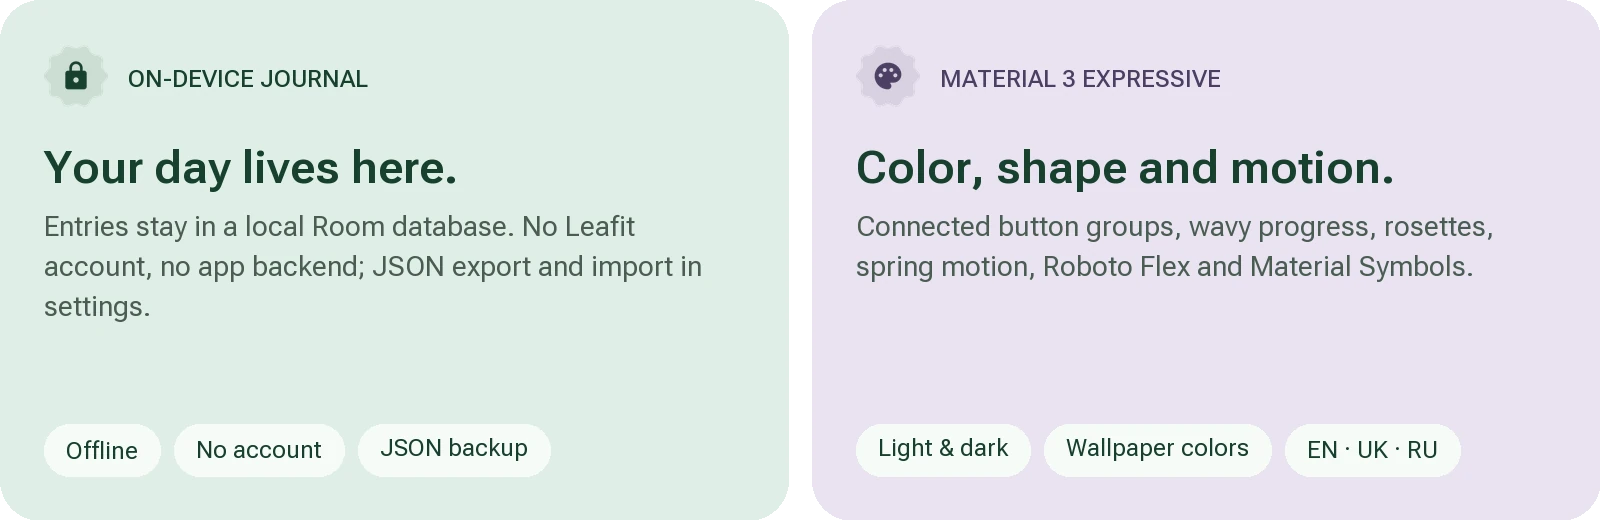 ON-DEVICE JOURNAL
Your day lives here.
Entries stay in a local Room database. No Leafit
account, no app backend; JSON export and import in
settings.
Offline
No account
JSON backup
MATERIAL 3 EXPRESSIVE
Color, shape and motion.
Connected button groups, wavy progress, rosettes,
spring motion, Roboto Flex and Material Symbols.
Light & dark
Wallpaper colors
EN · UK · RU